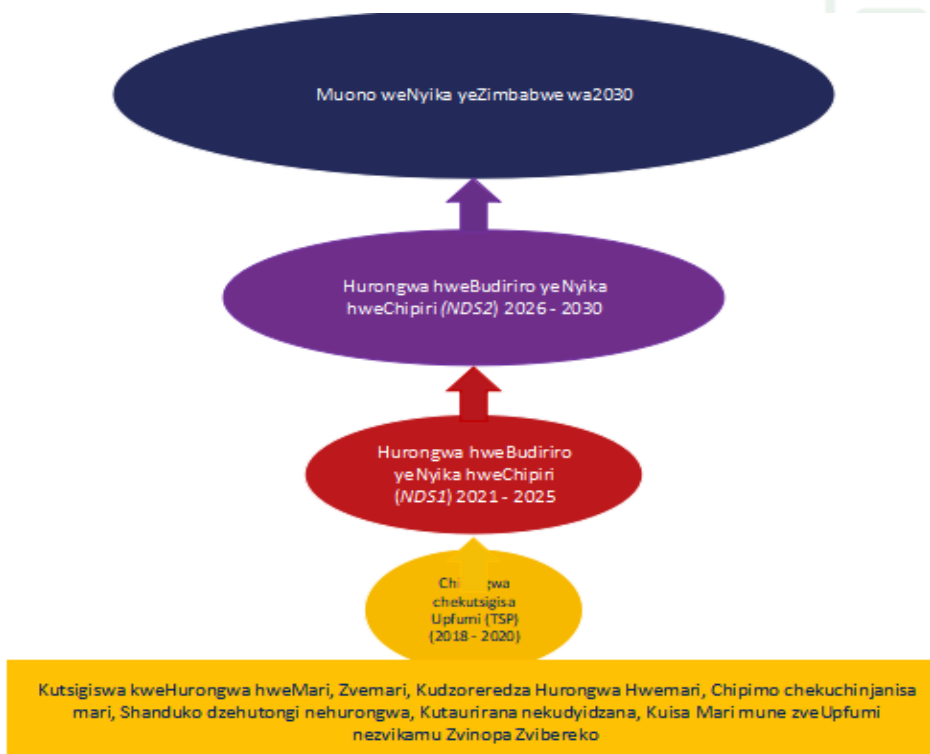 Muono weNyika yeZimbabwe wa2030
Hurongwa hweBudiriro yeNyika
hweChipiri (NDS2) 2026 - 2030
Hurongwa hweBudiriro
yeNyika hweChipiri
(NDS1) 2021 - 2025
chekutsigisa
Upfumi (TSP)
(2018 - 2020)
Kutsigiswa kweHurongwa hweMari, Zvemari, Kudzoreredza Hurongwa Hwemari, Chipimo chekuchinjanisa
mari, Shanduko dzehutongi nehurongwa, Kutaurirana nekudyidzana, Kuisa Mari mune zveUpfumi
nezvikamu Zvinopa Zvibereko